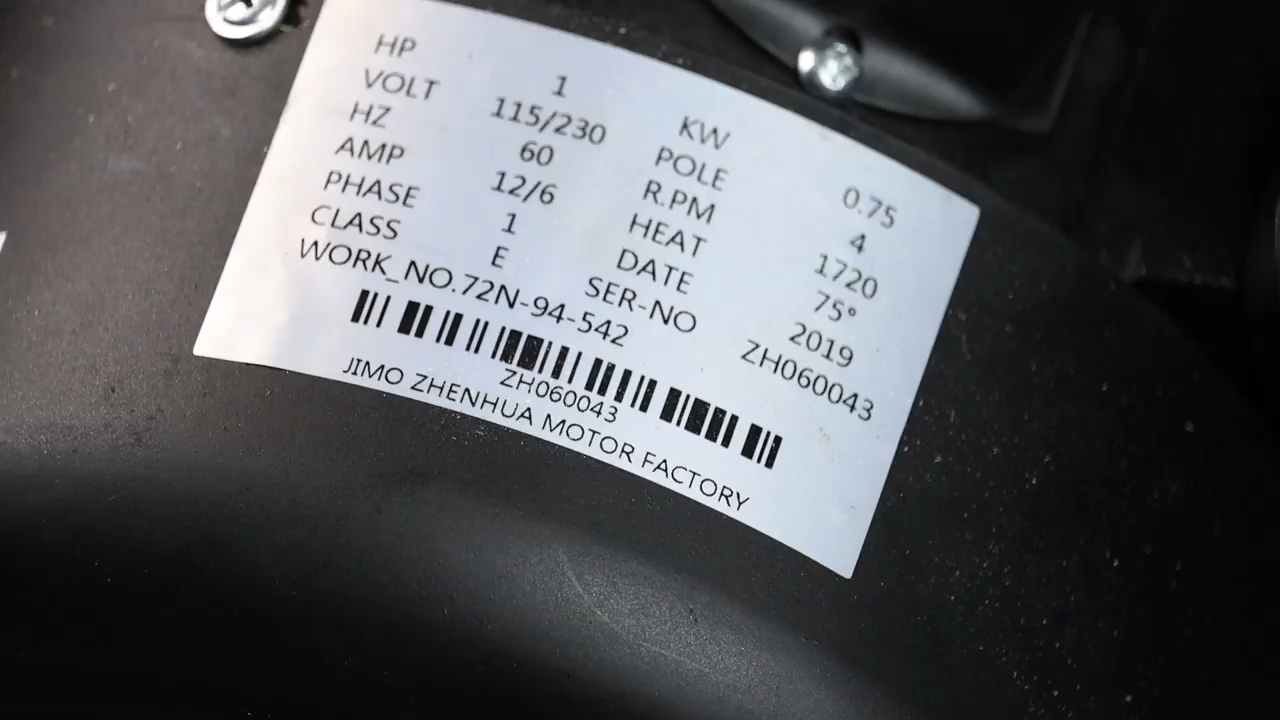 HP 1 KW 0.75
VOLT 115/230 POLE 4
HZ 60 R.PM 1720
AMP 12/6 HEAT 75°
PHASE 1 DATE 2019
CLASS E SER-NO ZH060043
WORK_NO.72N-94-542
ZH060043
JIMO ZHENHUA MOTOR FACTORY